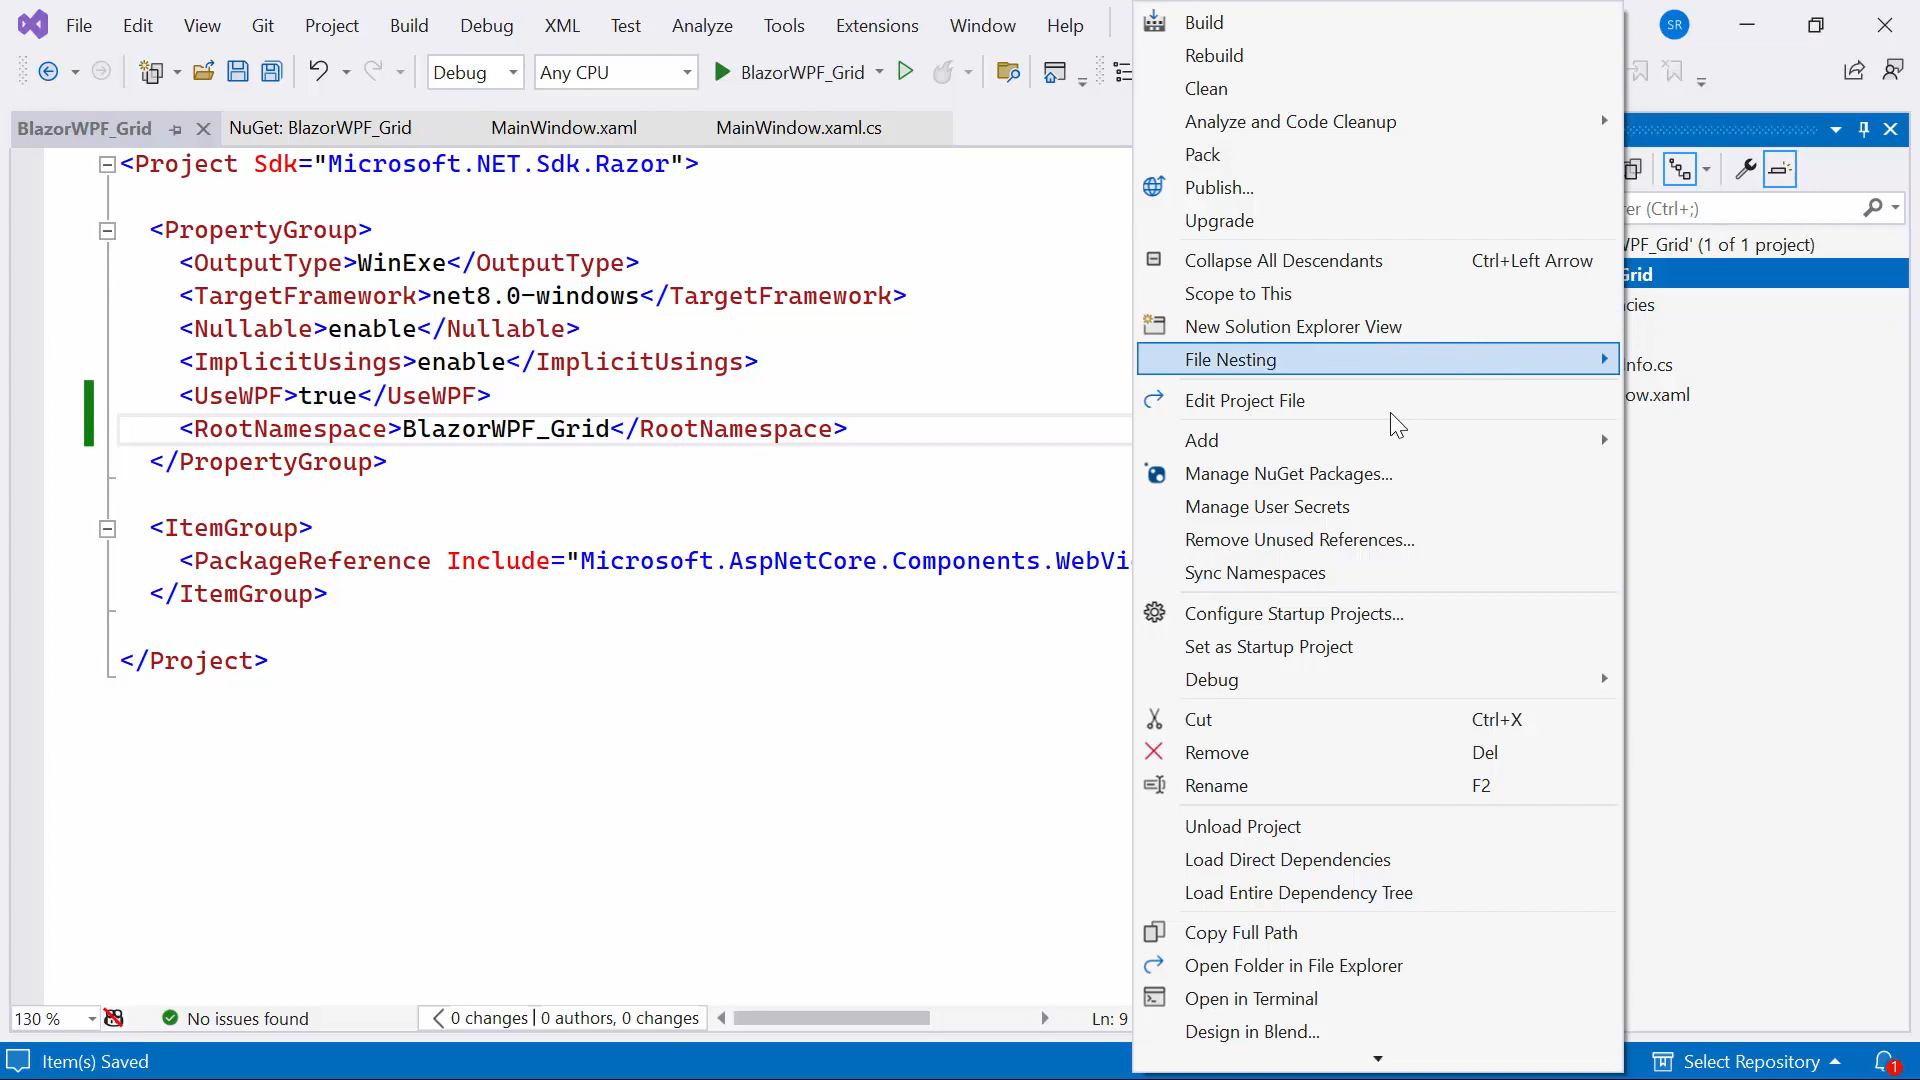 File Edit View Git Project Build Debug XML Test Analyze Tools Extensions Window Help
SR
Debug Any CPU BlazorWPF_Grid
BlazorWPF_Grid NuGet: BlazorWPF_Grid MainWindow.xaml MainWindow.xaml.cs
<Project Sdk="Microsoft.NET.Sdk.Razor">
<PropertyGroup>
<OutputType>WinExe</OutputType>
<TargetFramework>net8.0-windows</TargetFramework>
<Nullable>enable</Nullable>
<ImplicitUsings>enable</ImplicitUsings>
<UseWPF>true</UseWPF>
<RootNamespace>BlazorWPF_Grid</RootNamespace>
</PropertyGroup>
<ItemGroup>
<PackageReference Include="Microsoft.AspNetCore.Components.WebVi
</ItemGroup>
</Project>
Build
Rebuild
Clean
Analyze and Code Cleanup
Pack
Publish...
Upgrade
Collapse All Descendants Ctrl+Left Arrow
Scope to This
New Solution Explorer View
File Nesting
Edit Project File
Add
Manage NuGet Packages...
Manage User Secrets
Remove Unused References...
Sync Namespaces
Configure Startup Projects...
Set as Startup Project
Debug
Cut Ctrl+X
Remove Del
Rename F2
Unload Project
Load Direct Dependencies
Load Entire Dependency Tree
Copy Full Path
Open Folder in File Explorer
Open in Terminal
Design in Blend...
er (Ctrl+;)
PF_Grid' (1 of 1 project)
Grid
cies
nfo.cs
ow.xaml
130 % No issues found 0 changes | 0 authors, 0 changes Ln: 9
Item(s) Saved
Select Repository 1